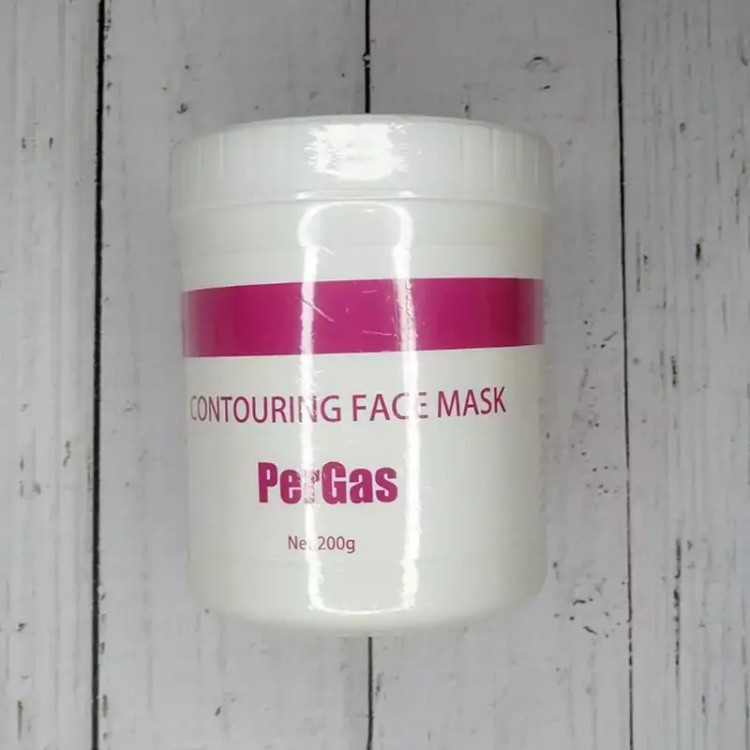 CONTOURING FACE MASK
PerGas
Net 200g